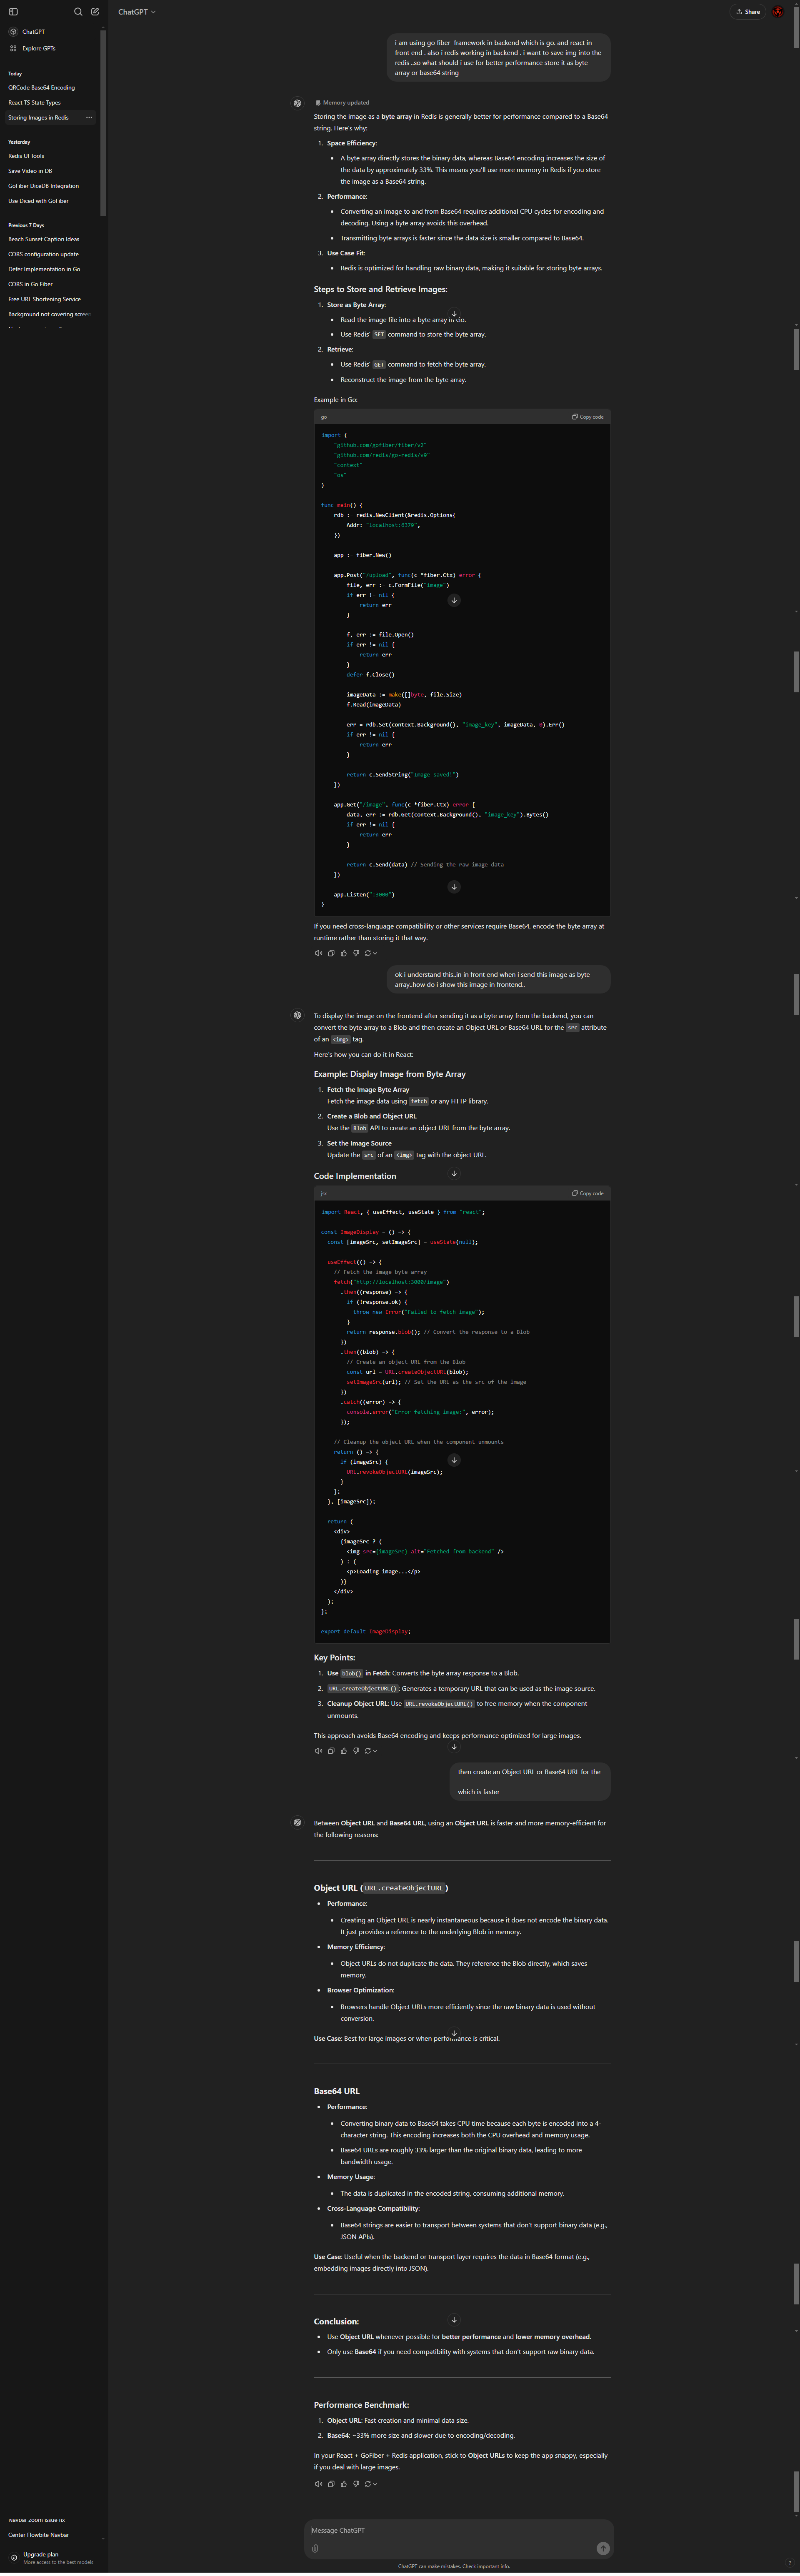 ChatGPT
Share
ChatGPT
Explore GPTs
Today
QRCode Base64 Encoding
React TS State Types
Storing Images in Redis
Yesterday
Redis UI Tools
Save Video in DB
GoFiber DiceDB Integration
Use Diced with GoFiber
Previous 7 Days
Beach Sunset Caption Ideas
CORS configuration update
Defer Implementation in Go
CORS in Go Fiber
Free URL Shortening Service
Background not covering screen
i am using go fiber framework in backend which is go. and react in
front end . also i redis working in backend . i want to save img into the
redis ..so what should i use for better performance store it as byte
array or base64 string
Memory updated
Storing the image as a byte array in Redis is generally better for performance compared to a Base64
string. Here's why:
1. Space Efficiency:
• A byte array directly stores the binary data, whereas Base64 encoding increases the size of
the data by approximately 33%. This means you'll use more memory in Redis if you store
the image as a Base64 string.
2. Performance:
• Converting an image to and from Base64 requires additional CPU cycles for encoding and
decoding. Using a byte array avoids this overhead.
• Transmitting byte arrays is faster since the data size is smaller compared to Base64.
3. Use Case Fit:
• Redis is optimized for handling raw binary data, making it suitable for storing byte arrays.
Steps to Store and Retrieve Images:
1. Store as Byte Array:
• Read the image file into a byte array in Go.
• Use Redis' SET command to store the byte array.
2. Retrieve:
• Use Redis' GET command to fetch the byte array.
• Reconstruct the image from the byte array.
Example in Go:
go
Copy code
import (
"github.com/gofiber/fiber/v2"
"github.com/redis/go-redis/v9"
"context"
"os"
)
func main() {
rdb := redis.NewClient(&redis.Options{
Addr: "localhost:6379",
})
app := fiber.New()
app.Post("/upload", func(c *fiber.Ctx) error {
file, err := c.FormFile("image")
if err != nil {
return err
}
f, err := file.Open()
if err != nil {
return err
}
defer f.Close()
imageData := make([]byte, file.Size)
f.Read(imageData)
err = rdb.Set(context.Background(), "image_key", imageData, 0).Err()
if err != nil {
return err
}
return c.SendString("Image saved!")
})
app.Get("/image", func(c *fiber.Ctx) error {
data, err := rdb.Get(context.Background(), "image_key").Bytes()
if err != nil {
return err
}
return c.Send(data) // Sending the raw image data
})
app.Listen(":3000")
}
If you need cross-language compatibility or other services require Base64, encode the byte array at
runtime rather than storing it that way.
ok i understand this..in in front end when i send this image as byte
array..how do i show this image in frontend..
To display the image on the frontend after sending it as a byte array from the backend, you can
convert the byte array to a Blob and then create an Object URL or Base64 URL for the src attribute
of an <img> tag.
Here's how you can do it in React:
Example: Display Image from Byte Array
1. Fetch the Image Byte Array
Fetch the image data using fetch or any HTTP library.
2. Create a Blob and Object URL
Use the Blob API to create an object URL from the byte array.
3. Set the Image Source
Update the src of an <img> tag with the object URL.
Code Implementation
jsx
Copy code
import React, { useEffect, useState } from "react";
const ImageDisplay = () => {
const [imageSrc, setImageSrc] = useState(null);
useEffect(() => {
// Fetch the image byte array
fetch("http://localhost:3000/image")
.then((response) => {
if (!response.ok) {
throw new Error("Failed to fetch image");
}
return response.blob(); // Convert the response to a Blob
})
.then((blob) => {
// Create an object URL from the Blob
const url = URL.createObjectURL(blob);
setImageSrc(url); // Set the URL as the src of the image
})
.catch((error) => {
console.error("Error fetching image:", error);
});
// Cleanup the object URL when the component unmounts
return () => {
if (imageSrc) {
URL.revokeObjectURL(imageSrc);
}
};
}, [imageSrc]);
return (
<div>
{imageSrc ? (
<img src={imageSrc} alt="Fetched from backend" />
) : (
<p>Loading image...</p>
)}
</div>
);
};
export default ImageDisplay;
Key Points:
1. Use blob() in Fetch: Converts the byte array response to a Blob.
2. URL.createObjectURL(): Generates a temporary URL that can be used as the image source.
3. Cleanup Object URL: Use URL.revokeObjectURL() to free memory when the component
unmounts.
This approach avoids Base64 encoding and keeps performance optimized for large images.
then create an Object URL or Base64 URL for the
which is faster
Between Object URL and Base64 URL, using an Object URL is faster and more memory-efficient for
the following reasons:
Object URL (URL.createObjectURL)
• Performance:
• Creating an Object URL is nearly instantaneous because it does not encode the binary data.
It just provides a reference to the underlying Blob in memory.
• Memory Efficiency:
• Object URLs do not duplicate the data. They reference the Blob directly, which saves
memory.
• Browser Optimization:
• Browsers handle Object URLs more efficiently since the raw binary data is used without
conversion.
Use Case: Best for large images or when performance is critical.
Base64 URL
• Performance:
• Converting binary data to Base64 takes CPU time because each byte is encoded into a 4-
character string. This encoding increases both the CPU overhead and memory usage.
• Base64 URLs are roughly 33% larger than the original binary data, leading to more
bandwidth usage.
• Memory Usage:
• The data is duplicated in the encoded string, consuming additional memory.
• Cross-Language Compatibility:
• Base64 strings are easier to transport between systems that don't support binary data (e.g.,
JSON APIs).
Use Case: Useful when the backend or transport layer requires the data in Base64 format (e.g.,
embedding images directly into JSON).
Conclusion:
• Use Object URL whenever possible for better performance and lower memory overhead.
• Only use Base64 if you need compatibility with systems that don't support raw binary data.
Performance Benchmark:
1. Object URL: Fast creation and minimal data size.
2. Base64: ~33% more size and slower due to encoding/decoding.
In your React + GoFiber + Redis application, stick to Object URLs to keep the app snappy, especially
if you deal with large images.
Navbar zoom issue fix
Center Flowbite Navbar
Upgrade plan
More access to the best models
Message ChatGPT
ChatGPT can make mistakes. Check important info.
?